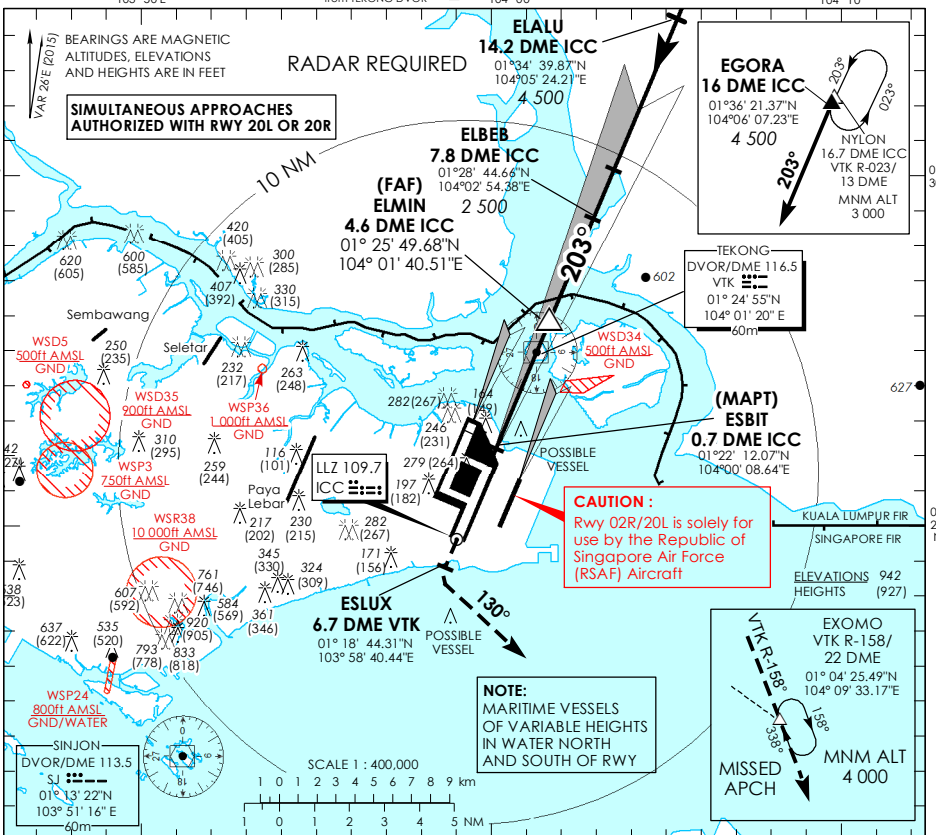 from TEKONG DVOR
104°00'
104°10'
VAR 26'E (2015)
BEARINGS ARE MAGNETIC
ALTITUDES, ELEVATIONS
AND HEIGHTS ARE IN FEET
RADAR REQUIRED
SIMULTANEOUS APPROACHES
AUTHORIZED WITH RWY 20L OR 20R
10 NM
ELALU
14.2 DME ICC
01°34' 39.87"N
104°05' 24.21"E
4 500
ELBEB
7.8 DME ICC
01°28' 44.66"N
104°02' 54.38"E
2 500
(FAF)
ELMIN
4.6 DME ICC
01° 25' 49.68"N
104° 01' 40.51"E
203°
EGORA
16 DME ICC
01°36' 21.37"N
104°06' 07.23"E
4 500
203°
023°
203°
NYLON
16.7 DME ICC
VTK R-023/
13 DME
MNM ALT
3 000
TEKONG
DVOR/DME 116.5
VTK
01° 24' 55"N
104° 01' 20" E
60m
602
627
620
(605)
600
(585)
420
(405)
300
(285)
407
(392)
330
(315)
Sembawang
Seletar
WSD5
500ft AMSL
GND
250
(235)
232
(217)
263
(248)
WSD34
500ft AMSL
GND
WSD35
900ft AMSL
GND
WSP36
1 000ft AMSL
GND
282(267)
164
(149)
246
(231)
279 (264)
197
(182)
POSSIBLE
VESSEL
(MAPT)
ESBIT
0.7 DME ICC
01°22' 12.07"N
104°00' 08.64"E
310
(295)
WSP3
750ft AMSL
GND
259
(244)
116
(101)
LLZ 109.7
ICC
Paya
Lebar
CAUTION :
Rwy 02R/20L is solely for
use by the Republic of
Singapore Air Force
(RSAF) Aircraft
KUALA LUMPUR FIR
SINGAPORE FIR
WSR38
10 000ft AMSL
GND
217
(202)
230
(215)
282
(267)
345
(330)
324
(309)
171
(156)
761
(746)
607
(592)
584
(569)
361
(346)
920
(905)
833
(818)
793
(778)
637
(622)
535
(520)
ELEVATIONS 942
HEIGHTS (927)
ESLUX
6.7 DME VTK
01° 18' 44.31"N
103° 58' 40.44"E
130°
POSSIBLE
VESSEL
WSP24
800ft AMSL
GND/WATER
NOTE:
MARITIME VESSELS
OF VARIABLE HEIGHTS
IN WATER NORTH
AND SOUTH OF RWY
EXOMO
VTK R-158/
22 DME
01° 04' 25.49"N
104° 09' 33.17"E
VTK R-158°
158°
338°
MISSED
APCH
MNM ALT
4 000
SINJON
DVOR/DME 113.5
SJ
01° 13' 22"N
103° 51' 16" E
60m
SCALE 1 : 400,000
1 0 1 2 3 4 5 6 7 8 9 km
1 0 1 2 3 4 5 NM